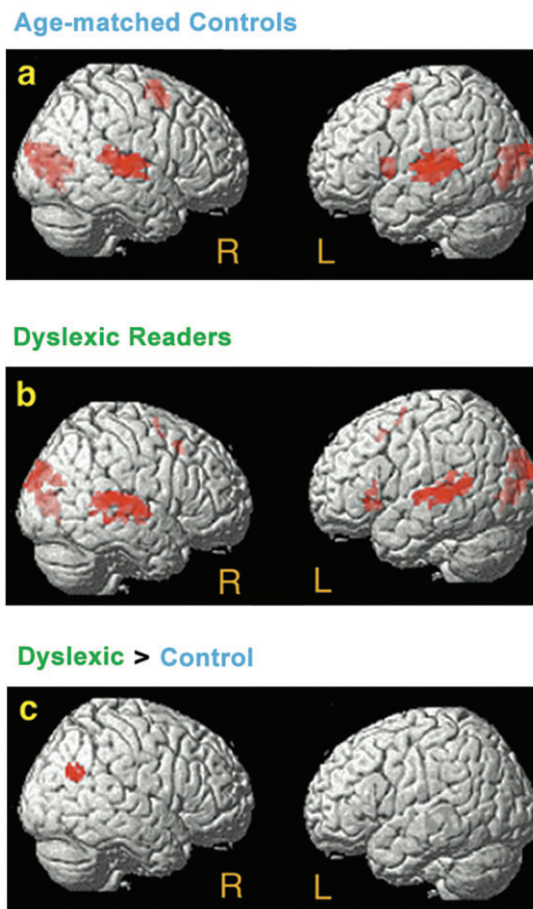 Age-matched Controls
a
R L
Dyslexic Readers
b
R L
Dyslexic > Control
c
R L